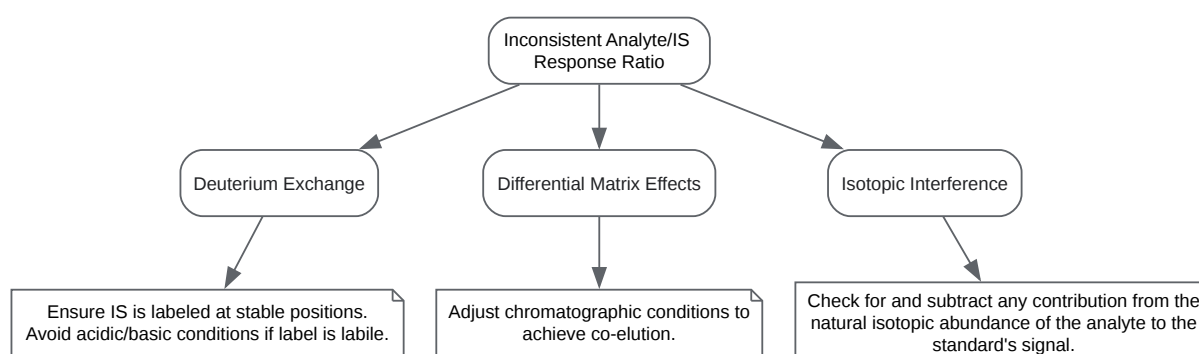 Inconsistent Analyte/IS
Response Ratio
Deuterium Exchange
Differential Matrix Effects
Isotopic Interference
Ensure IS is labeled at stable positions.
Avoid acidic/basic conditions if label is labile.
Adjust chromatographic conditions to
achieve co-elution.
Check for and subtract any contribution from the
natural isotopic abundance of the analyte to the
standard's signal.